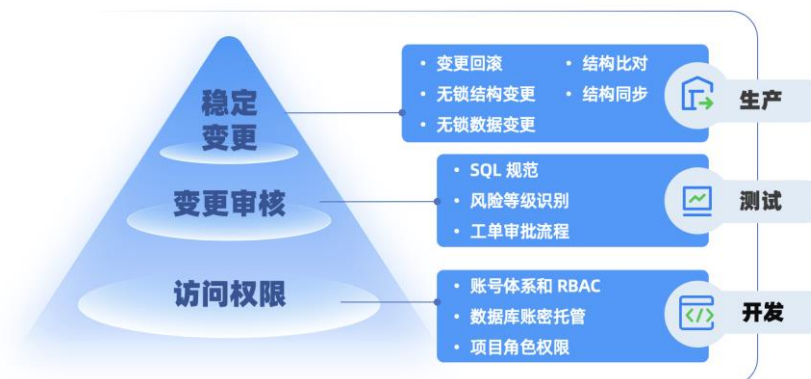 稳定
变更
• 变更回滚
• 无锁结构变更
• 无锁数据变更
• 结构比对
• 结构同步
生产
变更审核
• SQL 规范
• 风险等级识别
• 工单审批流程
测试
访问权限
• 账号体系和 RBAC
• 数据库账密托管
• 项目角色权限
</>
开发